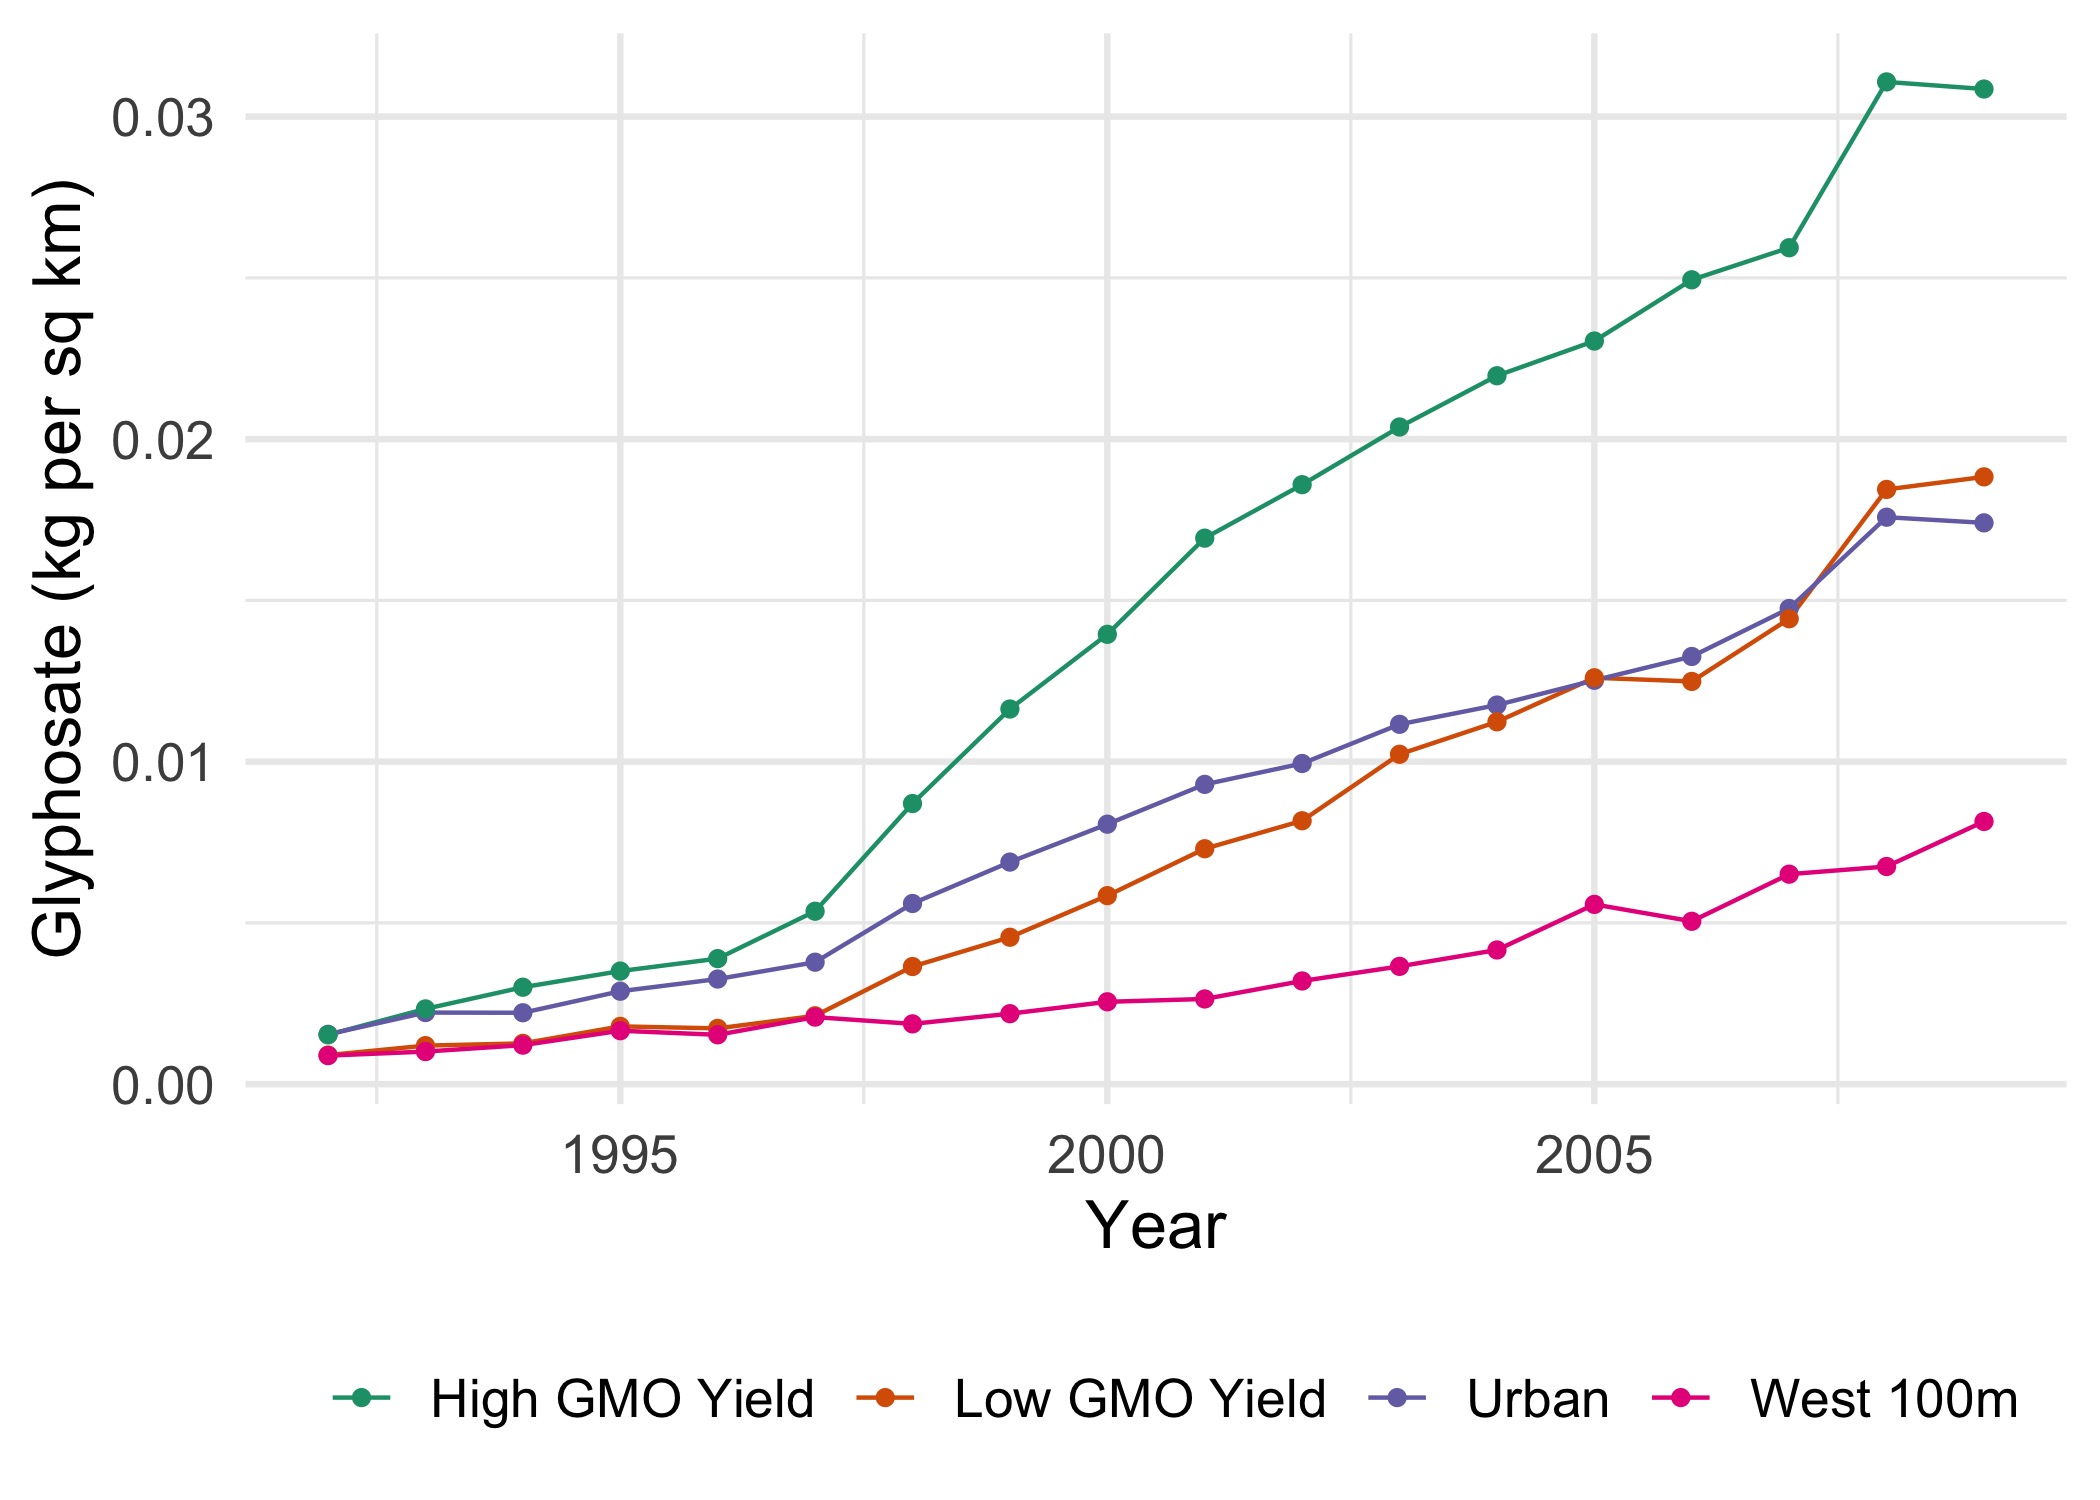 Glyphosate (kg per sq km)
0.03
0.02
0.01
0.00
1995 2000 2005
Year
High GMO Yield Low GMO Yield Urban West 100m